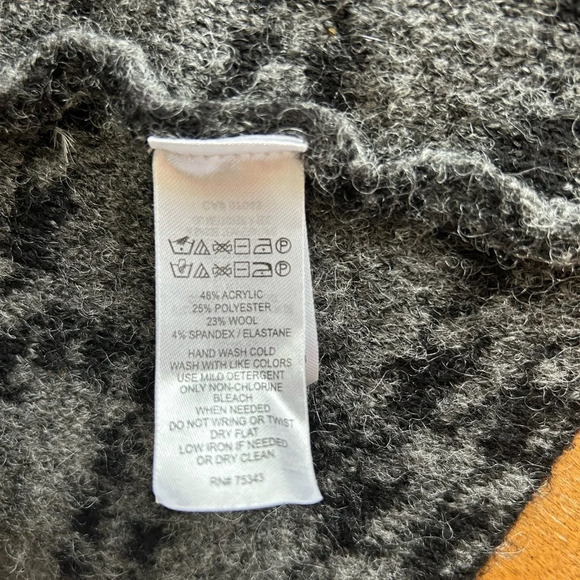 48% ACRYLIC
25% POLYESTER
23% WOOL
4% SPANDEX / ELASTANE
HAND WASH COLD
WASH WITH LIKE COLORS
USE MILD DETERGENT
ONLY NON-CHLORINE
BLEACH
WHEN NEEDED
DO NOT WRING OR TWIST
DRY FLAT
LOW IRON IF NEEDED
OR DRY CLEAN
RN# 75343